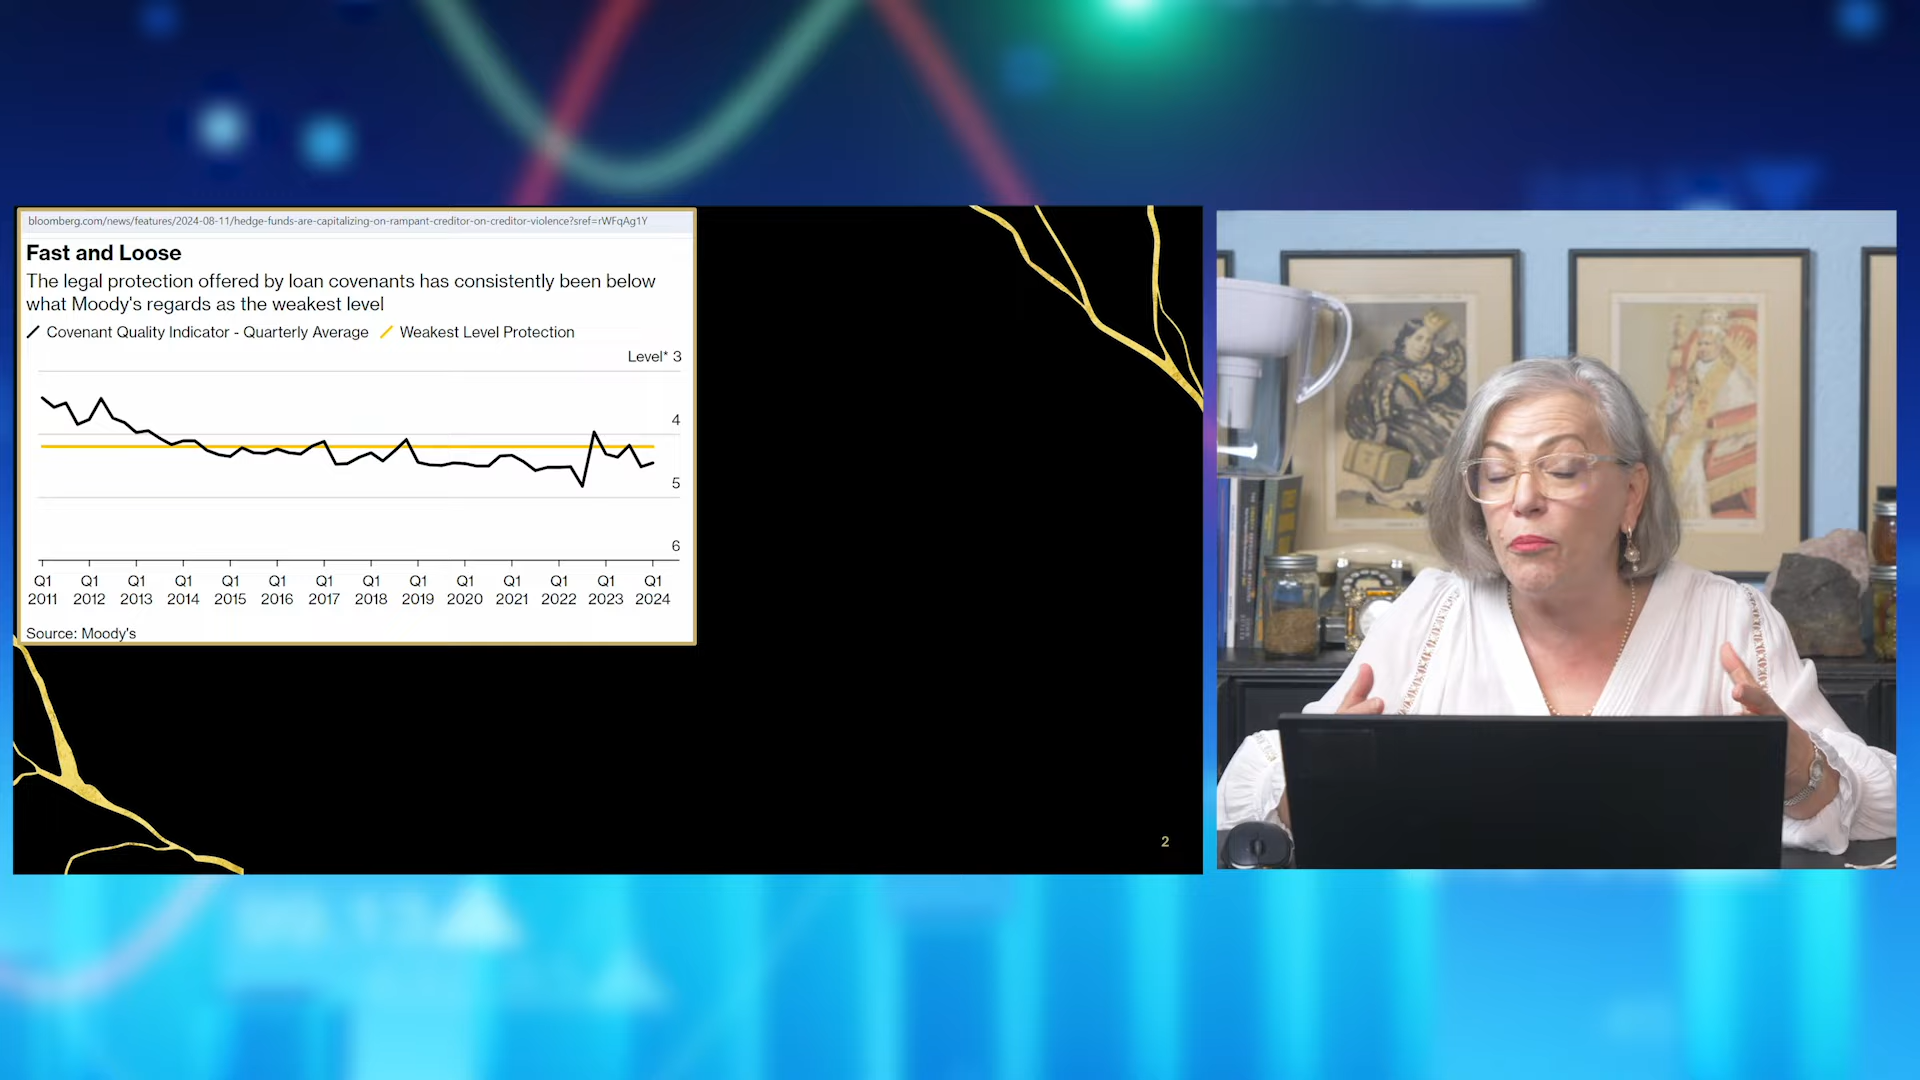 bloomberg.com/news/features/2024-08-11/hedge-funds-are-capitalizing-on-rampant-creditor-on-creditor-violence?sref=rWFqAg1Y
Fast and Loose
The legal protection offered by loan covenants has consistently been below
what Moody's regards as the weakest level
Covenant Quality Indicator - Quarterly Average Weakest Level Protection
Level* 3
4
5
6
Q1 Q1 Q1 Q1 Q1 Q1 Q1 Q1 Q1 Q1 Q1 Q1 Q1 Q1
2011 2012 2013 2014 2015 2016 2017 2018 2019 2020 2021 2022 2023 2024
Source: Moody's
2